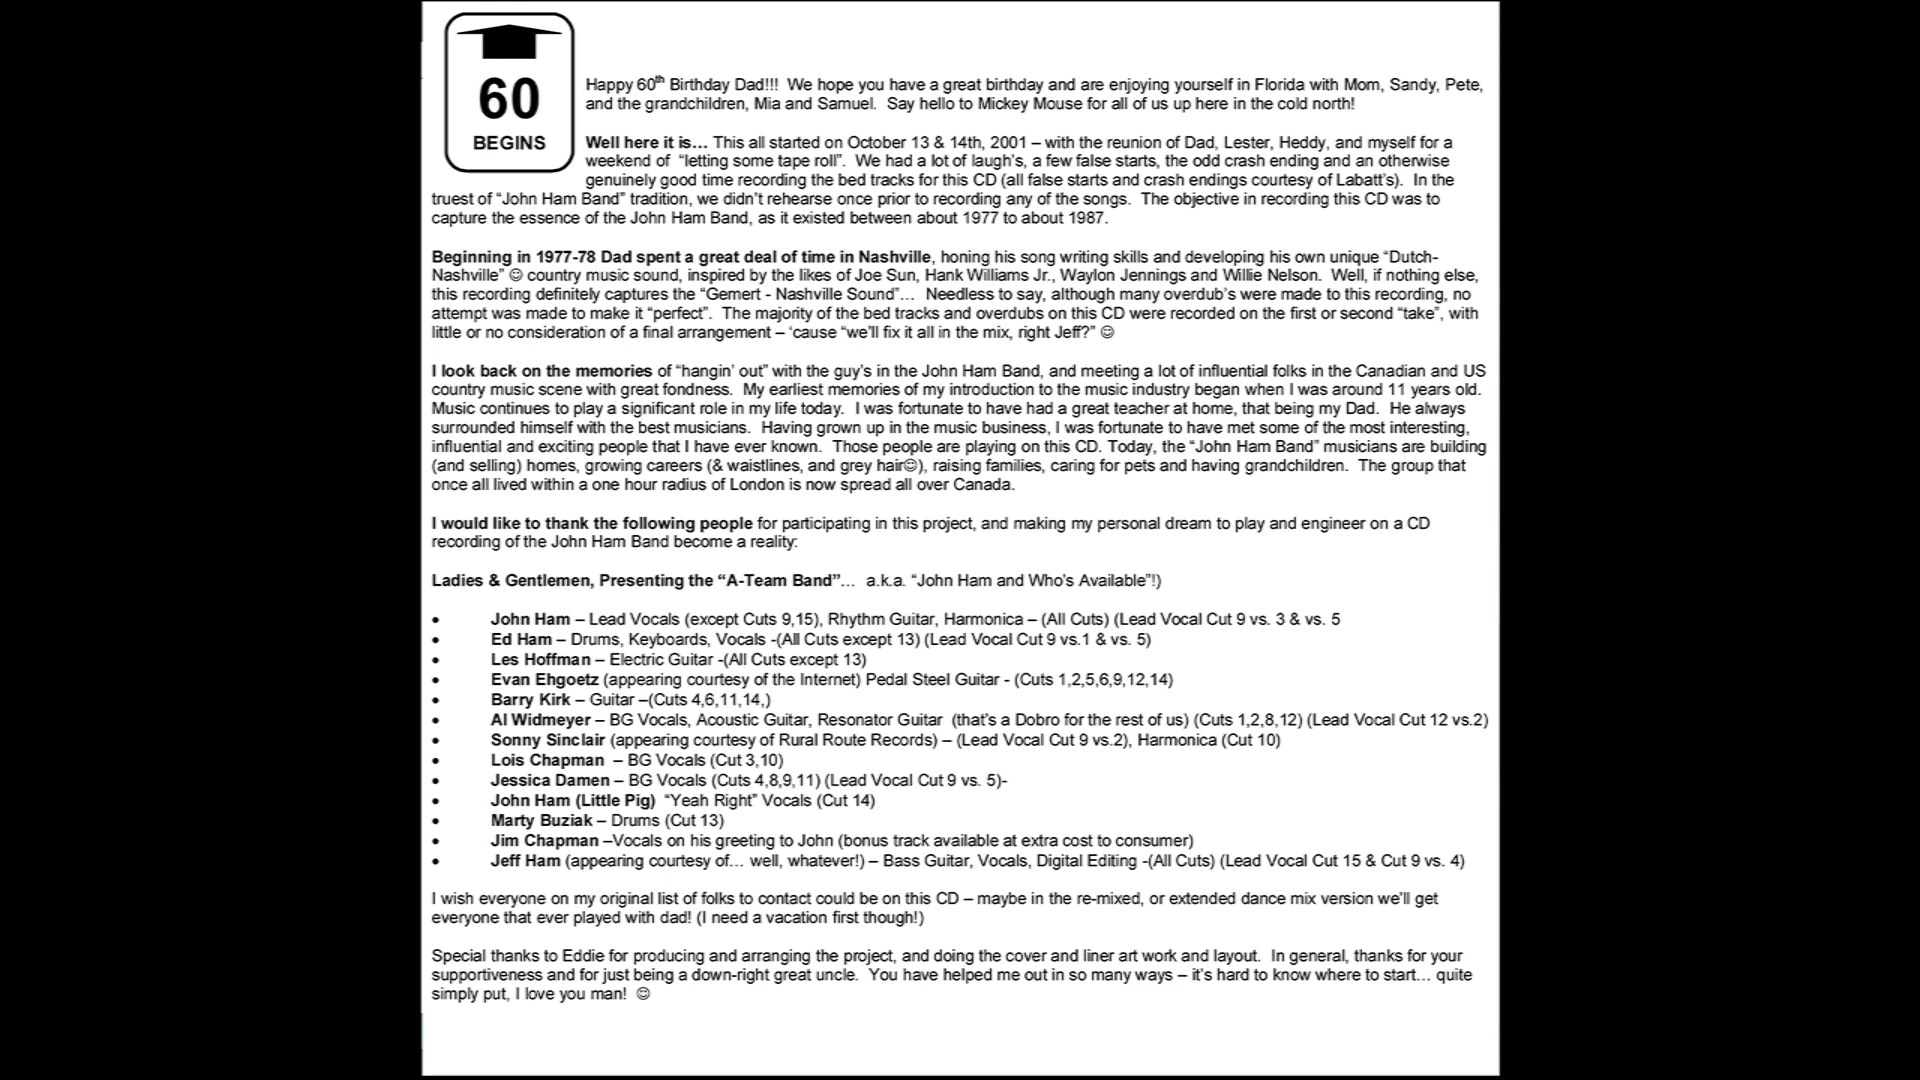 60
BEGINS
Happy 60th Birthday Dad!!! We hope you have a great birthday and are enjoying yourself in Florida with Mom, Sandy, Pete,
and the grandchildren, Mia and Samuel. Say hello to Mickey Mouse for all of us up here in the cold north!
Well here it is... This all started on October 13 & 14th, 2001 – with the reunion of Dad, Lester, Heddy, and myself for a
weekend of “letting some tape roll”. We had a lot of laugh’s, a few false starts, the odd crash ending and an otherwise
genuinely good time recording the bed tracks for this CD (all false starts and crash endings courtesy of Labatt’s). In the
truest of “John Ham Band” tradition, we didn’t rehearse once prior to recording any of the songs. The objective in recording this CD was to
capture the essence of the John Ham Band, as it existed between about 1977 to about 1987.
Beginning in 1977-78 Dad spent a great deal of time in Nashville, honing his song writing skills and developing his own unique “Dutch-
Nashville” ☺ country music sound, inspired by the likes of Joe Sun, Hank Williams Jr., Waylon Jennings and Willie Nelson. Well, if nothing else,
this recording definitely captures the “Gemert - Nashville Sound”... Needless to say, although many overdub’s were made to this recording, no
attempt was made to make it “perfect”. The majority of the bed tracks and overdubs on this CD were recorded on the first or second “take”, with
little or no consideration of a final arrangement – ‘cause “we’ll fix it all in the mix, right Jeff?” ☺
I look back on the memories of “hangin’ out” with the guy’s in the John Ham Band, and meeting a lot of influential folks in the Canadian and US
country music scene with great fondness. My earliest memories of my introduction to the music industry began when I was around 11 years old.
Music continues to play a significant role in my life today. I was fortunate to have had a great teacher at home, that being my Dad. He always
surrounded himself with the best musicians. Having grown up in the music business, I was fortunate to have met some of the most interesting,
influential and exciting people that I have ever known. Those people are playing on this CD. Today, the “John Ham Band” musicians are building
(and selling) homes, growing careers (& waistlines, and grey hair☺), raising families, caring for pets and having grandchildren. The group that
once all lived within a one hour radius of London is now spread all over Canada.
I would like to thank the following people for participating in this project, and making my personal dream to play and engineer on a CD
recording of the John Ham Band become a reality:
Ladies & Gentlemen, Presenting the “A-Team Band”... a.k.a. “John Ham and Who’s Available”!)
• John Ham – Lead Vocals (except Cuts 9,15), Rhythm Guitar, Harmonica – (All Cuts) (Lead Vocal Cut 9 vs. 3 & vs. 5
• Ed Ham – Drums, Keyboards, Vocals -(All Cuts except 13) (Lead Vocal Cut 9 vs.1 & vs. 5)
• Les Hoffman – Electric Guitar -(All Cuts except 13)
• Evan Ehgoetz (appearing courtesy of the Internet) Pedal Steel Guitar - (Cuts 1,2,5,6,9,12,14)
• Barry Kirk – Guitar –(Cuts 4,6,11,14,)
• Al Widmeyer – BG Vocals, Acoustic Guitar, Resonator Guitar (that’s a Dobro for the rest of us) (Cuts 1,2,8,12) (Lead Vocal Cut 12 vs.2)
• Sonny Sinclair (appearing courtesy of Rural Route Records) – (Lead Vocal Cut 9 vs.2), Harmonica (Cut 10)
• Lois Chapman – BG Vocals (Cut 3,10)
• Jessica Damen – BG Vocals (Cuts 4,8,9,11) (Lead Vocal Cut 9 vs. 5)-
• John Ham (Little Pig) “Yeah Right” Vocals (Cut 14)
• Marty Buziak – Drums (Cut 13)
• Jim Chapman –Vocals on his greeting to John (bonus track available at extra cost to consumer)
• Jeff Ham (appearing courtesy of... well, whatever!) – Bass Guitar, Vocals, Digital Editing -(All Cuts) (Lead Vocal Cut 15 & Cut 9 vs. 4)
I wish everyone on my original list of folks to contact could be on this CD – maybe in the re-mixed, or extended dance mix version we’ll get
everyone that ever played with dad! (I need a vacation first though!)
Special thanks to Eddie for producing and arranging the project, and doing the cover and liner art work and layout. In general, thanks for your
supportiveness and for just being a down-right great uncle. You have helped me out in so many ways – it’s hard to know where to start... quite
simply put, I love you man! ☺